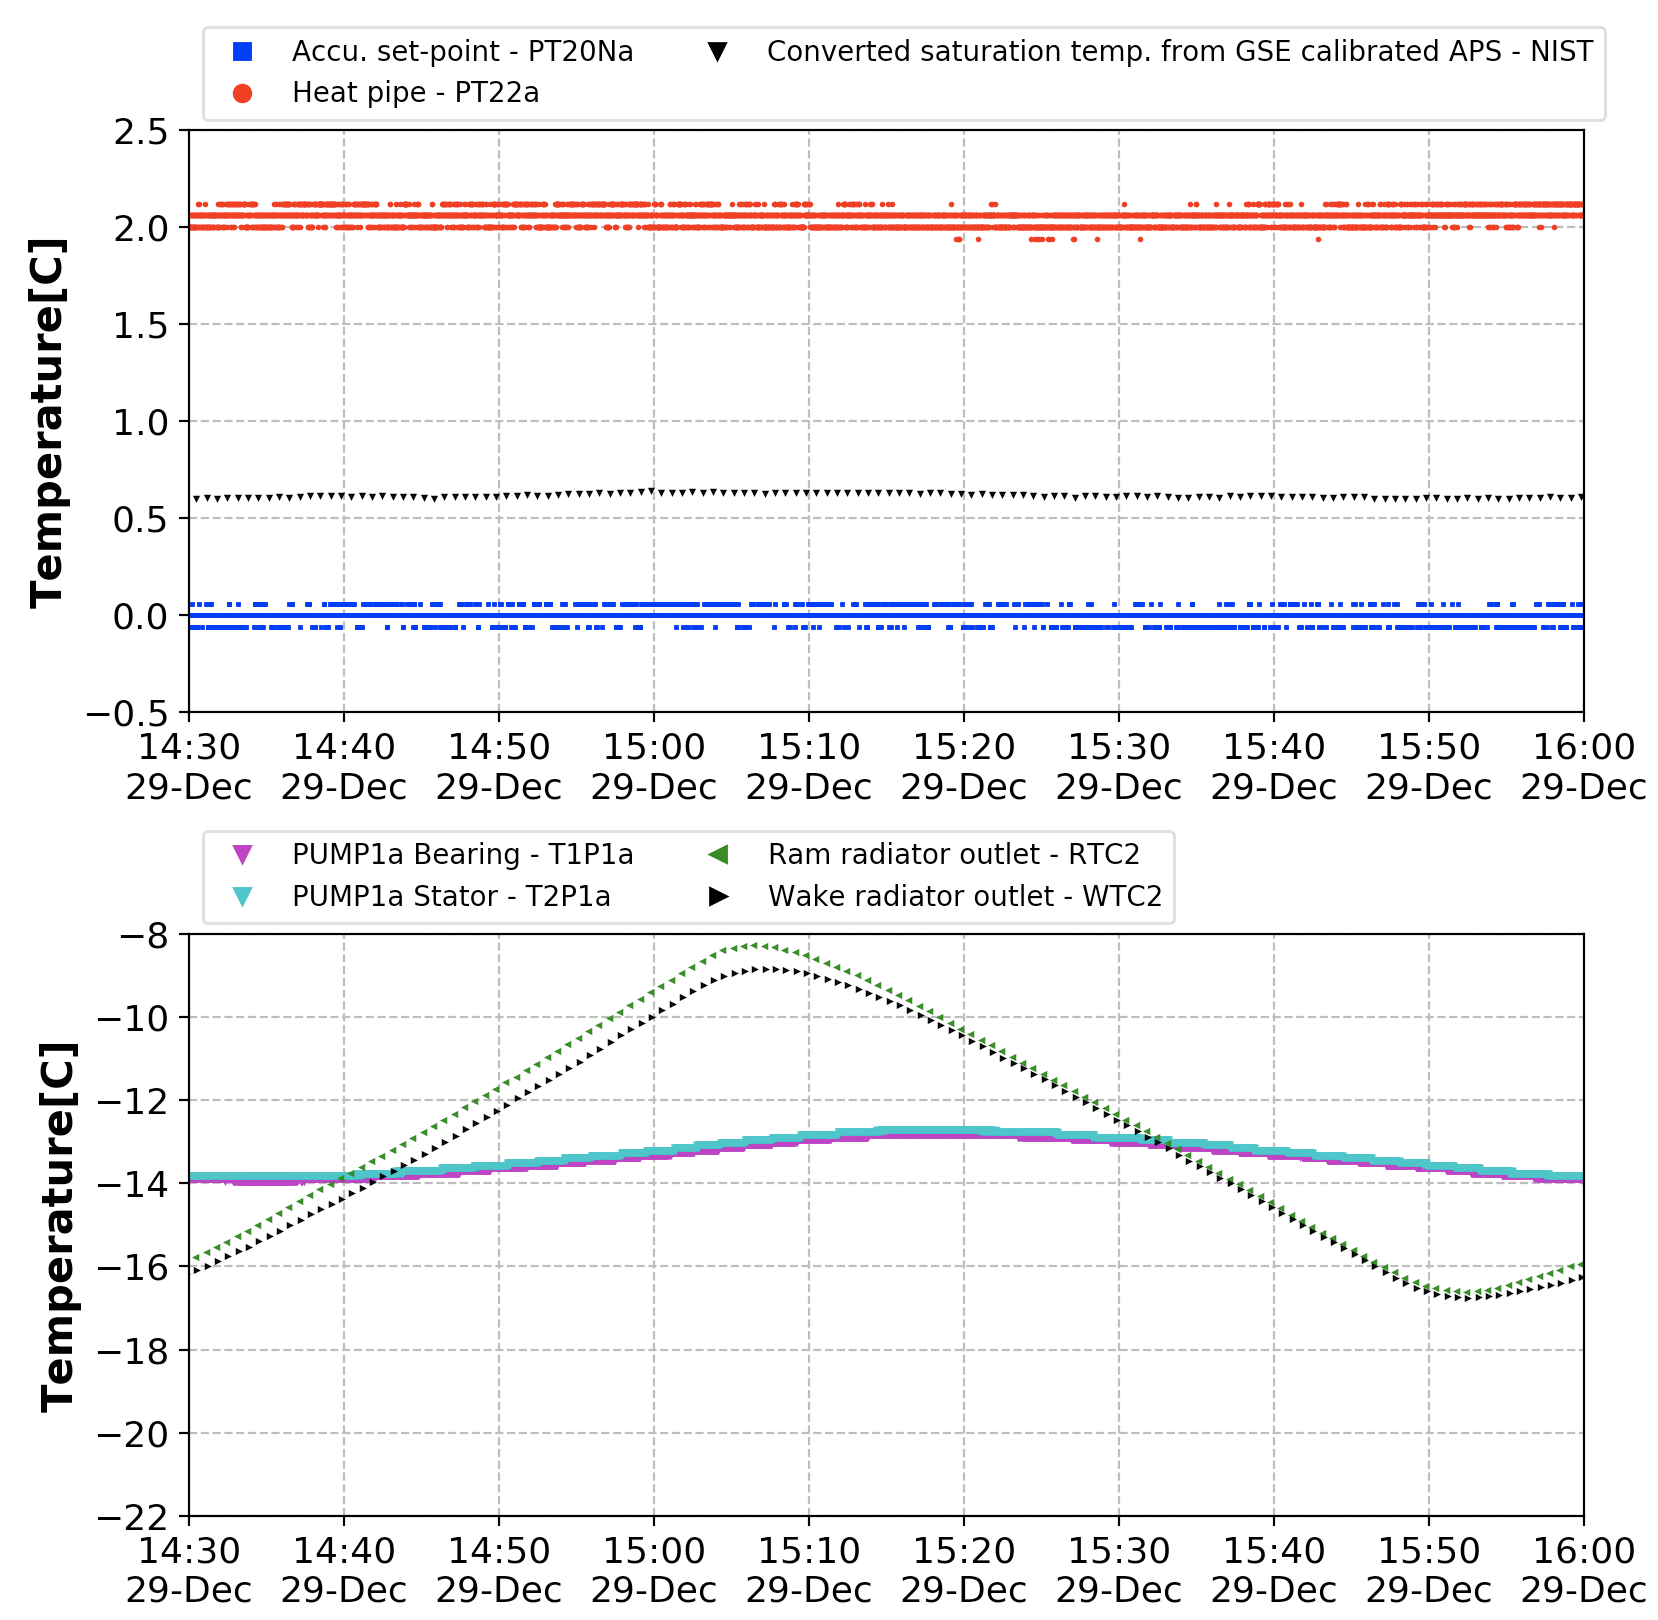 Accu. set-point - PT20Na
Heat pipe - PT22a
Converted saturation temp. from GSE calibrated APS - NIST
Temperature[C]
2.5
2.0
1.5
1.0
0.5
0.0
−0.5
14:30 14:40 14:50 15:00 15:10 15:20 15:30 15:40 15:50 16:00
29-Dec 29-Dec 29-Dec 29-Dec 29-Dec 29-Dec 29-Dec 29-Dec 29-Dec 29-Dec
PUMP1a Bearing - T1P1a
PUMP1a Stator - T2P1a
Ram radiator outlet - RTC2
Wake radiator outlet - WTC2
Temperature[C]
−8
−10
−12
−14
−16
−18
−20
−22
14:30 14:40 14:50 15:00 15:10 15:20 15:30 15:40 15:50 16:00
29-Dec 29-Dec 29-Dec 29-Dec 29-Dec 29-Dec 29-Dec 29-Dec 29-Dec 29-Dec